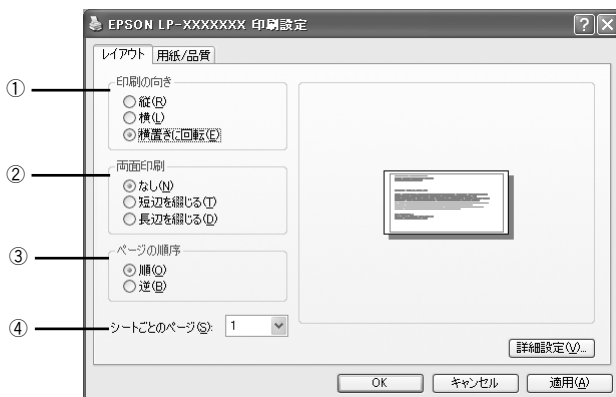 EPSON LP-XXXXXXX 印刷設定
レイアウト 用紙/品質
① 印刷の向き
縦(R)
横(L)
横置きに回転(E)
② 両面印刷
なし(N)
短辺を綴じる(T)
長辺を綴じる(D)
③ ページの順序
順(O)
逆(B)
④ シートごとのページ(S): 1
詳細設定(V)...
OK キャンセル 適用(A)